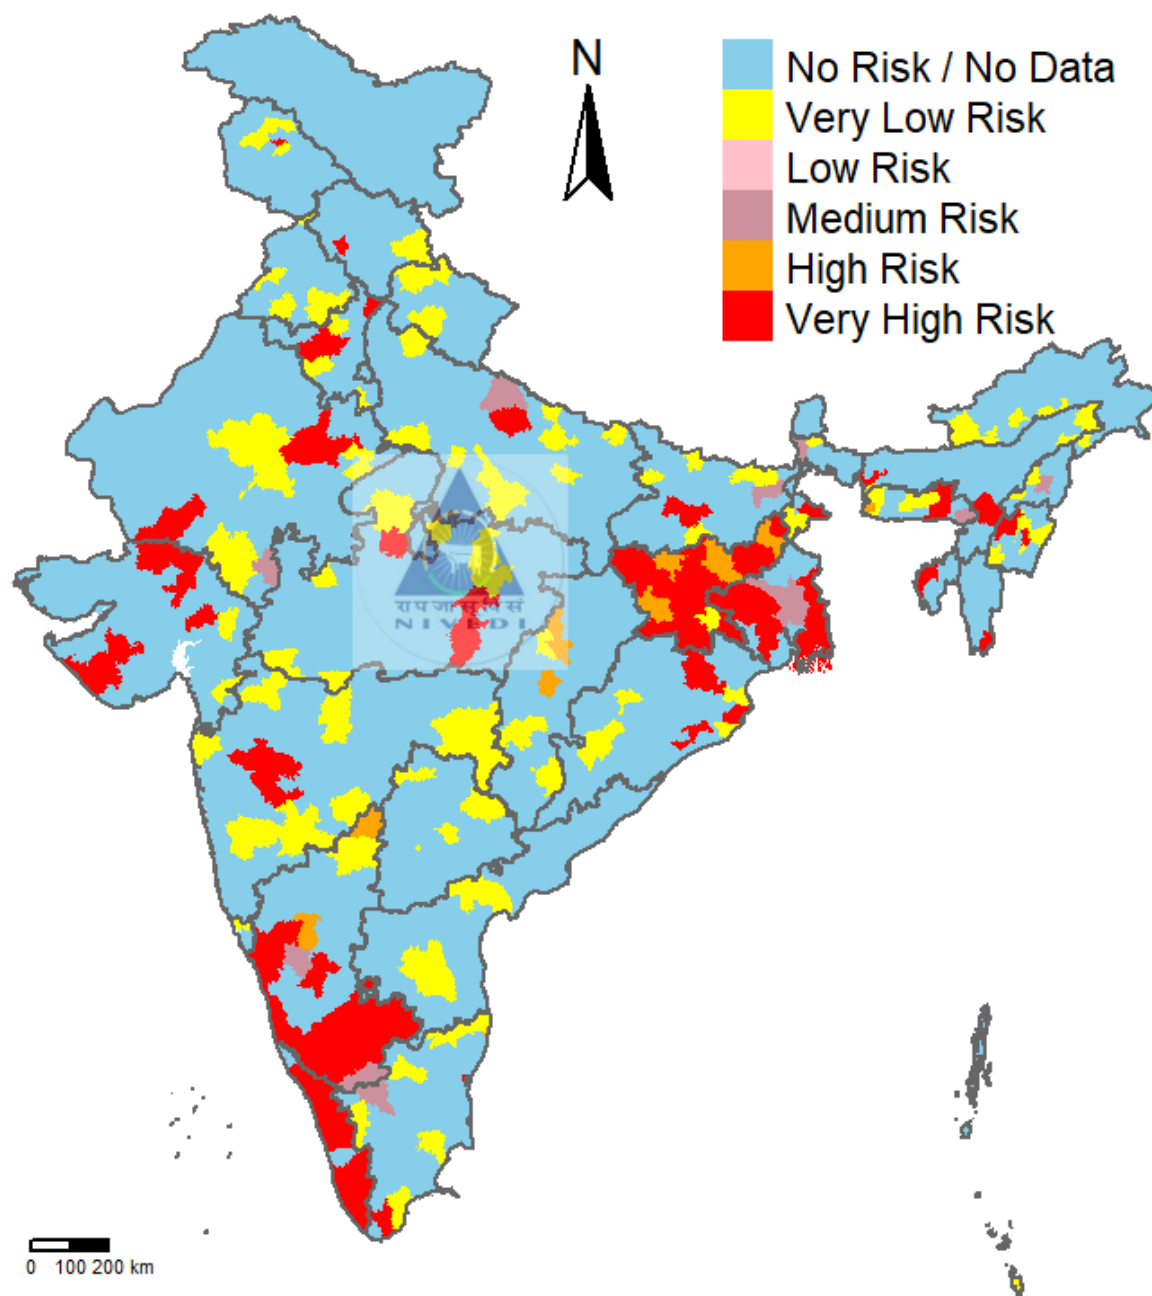 N
No Risk / No Data
Very Low Risk
Low Risk
Medium Risk
High Risk
Very High Risk
रा प जा सू वि सं
NIVEDI
0 100 200 km